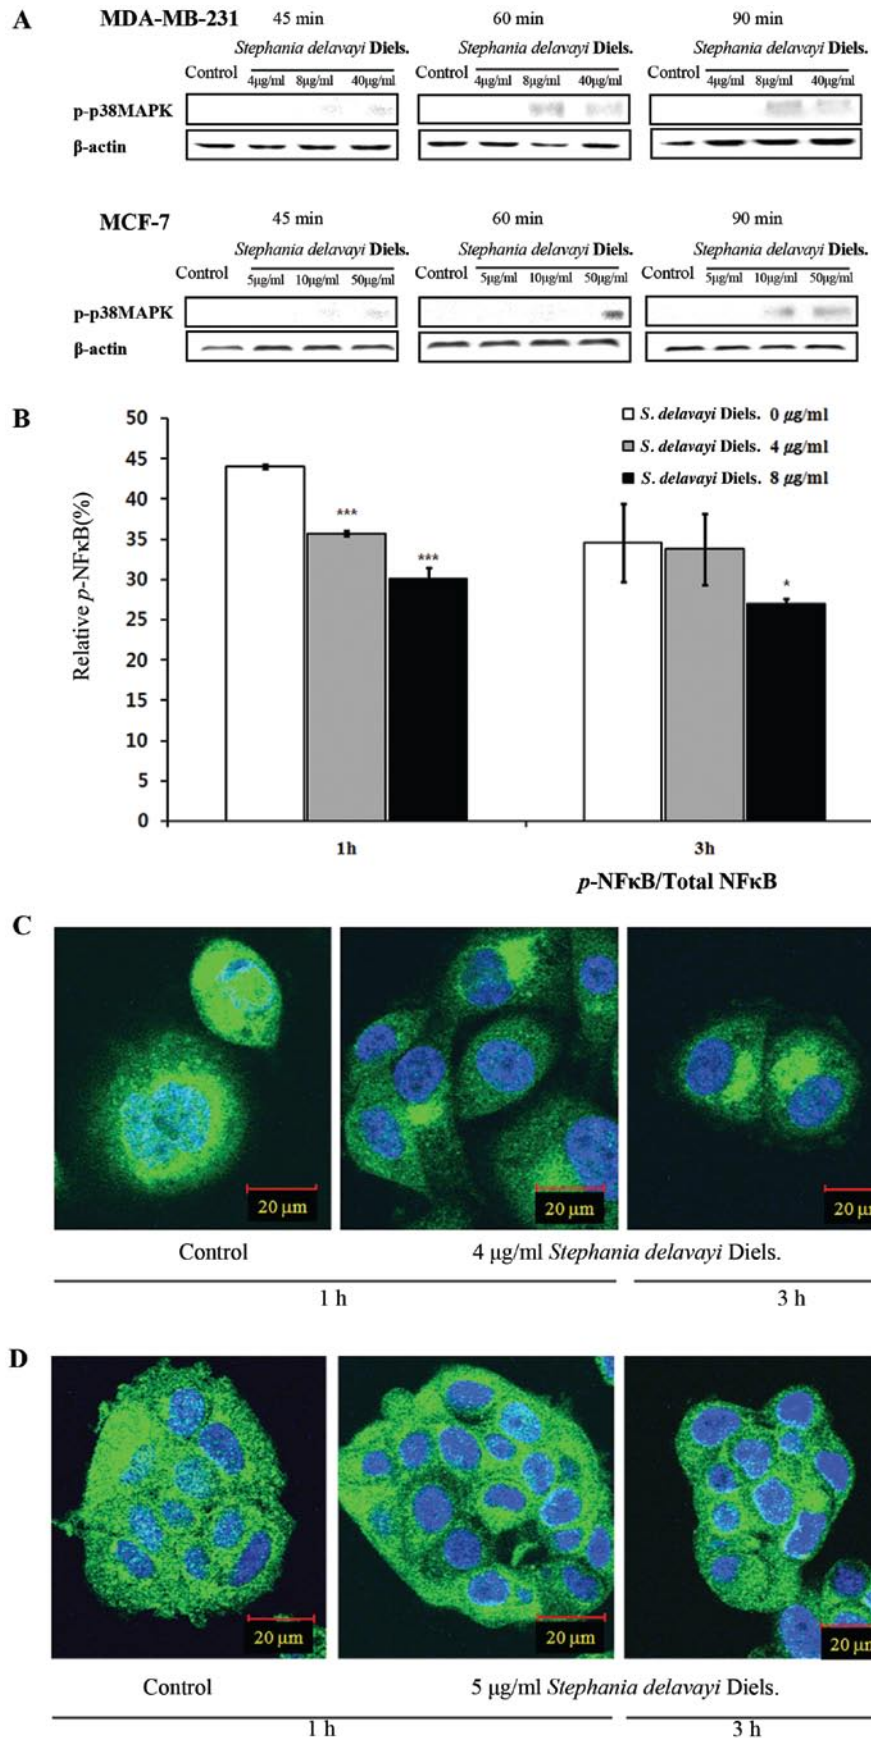 A
MDA-MB-231 45 min 60 min 90 min
Stephania delavayi Diels. Stephania delavayi Diels. Stephania delavayi Diels.
Control 4μg/ml 8μg/ml 40μg/ml Control 4μg/ml 8μg/ml 40μg/ml Control 4μg/ml 8μg/ml 40μg/ml
p-p38MAPK
β-actin
MCF-7 45 min 60 min 90 min
Stephania delavayi Diels. Stephania delavayi Diels. Stephania delavayi Diels.
Control 5μg/ml 10μg/ml 50μg/ml Control 5μg/ml 10μg/ml 50μg/ml Control 5μg/ml 10μg/ml 50μg/ml
p-p38MAPK
β-actin
B
Relative p-NFκB(%)
50
45
40
35
30
25
20
15
10
5
0
S. delavayi Diels. 0 μg/ml
S. delavayi Diels. 4 μg/ml
S. delavayi Diels. 8 μg/ml
***
***
*
1h 3h
p-NFκB/Total NFκB
C
20 μm 20 μm 20
Control 4 μg/ml Stephania delavayi Diels.
1 h 3 h
D
20 μm 20 μm 20
Control 5 μg/ml Stephania delavayi Diels.
1 h 3 h